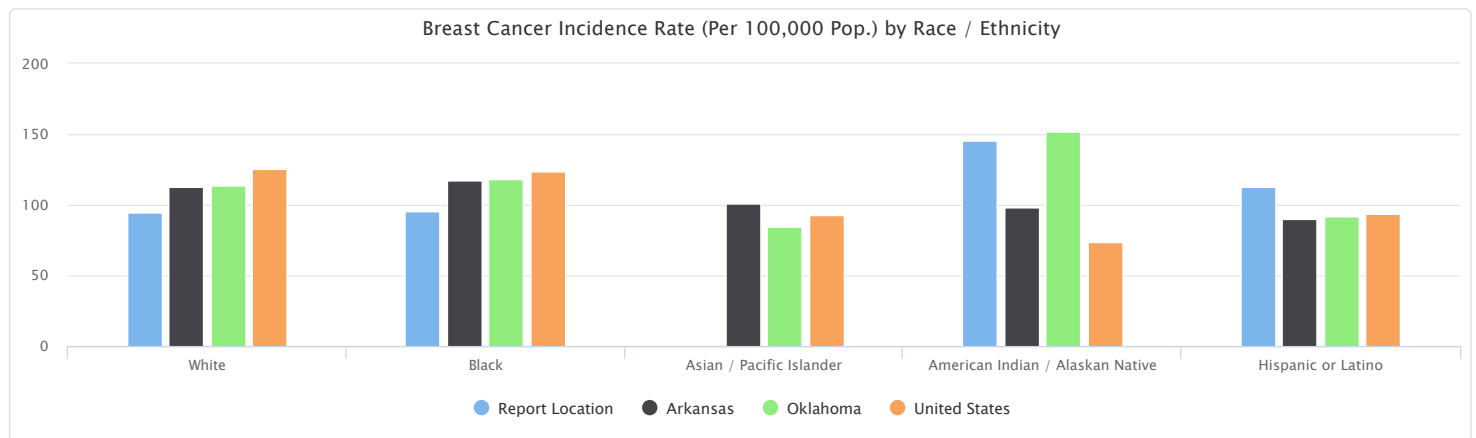 Breast Cancer Incidence Rate (Per 100,000 Pop.) by Race / Ethnicity
200
150
100
50
0
White Black Asian / Pacific Islander American Indian / Alaskan Native Hispanic or Latino
Report Location Arkansas Oklahoma United States